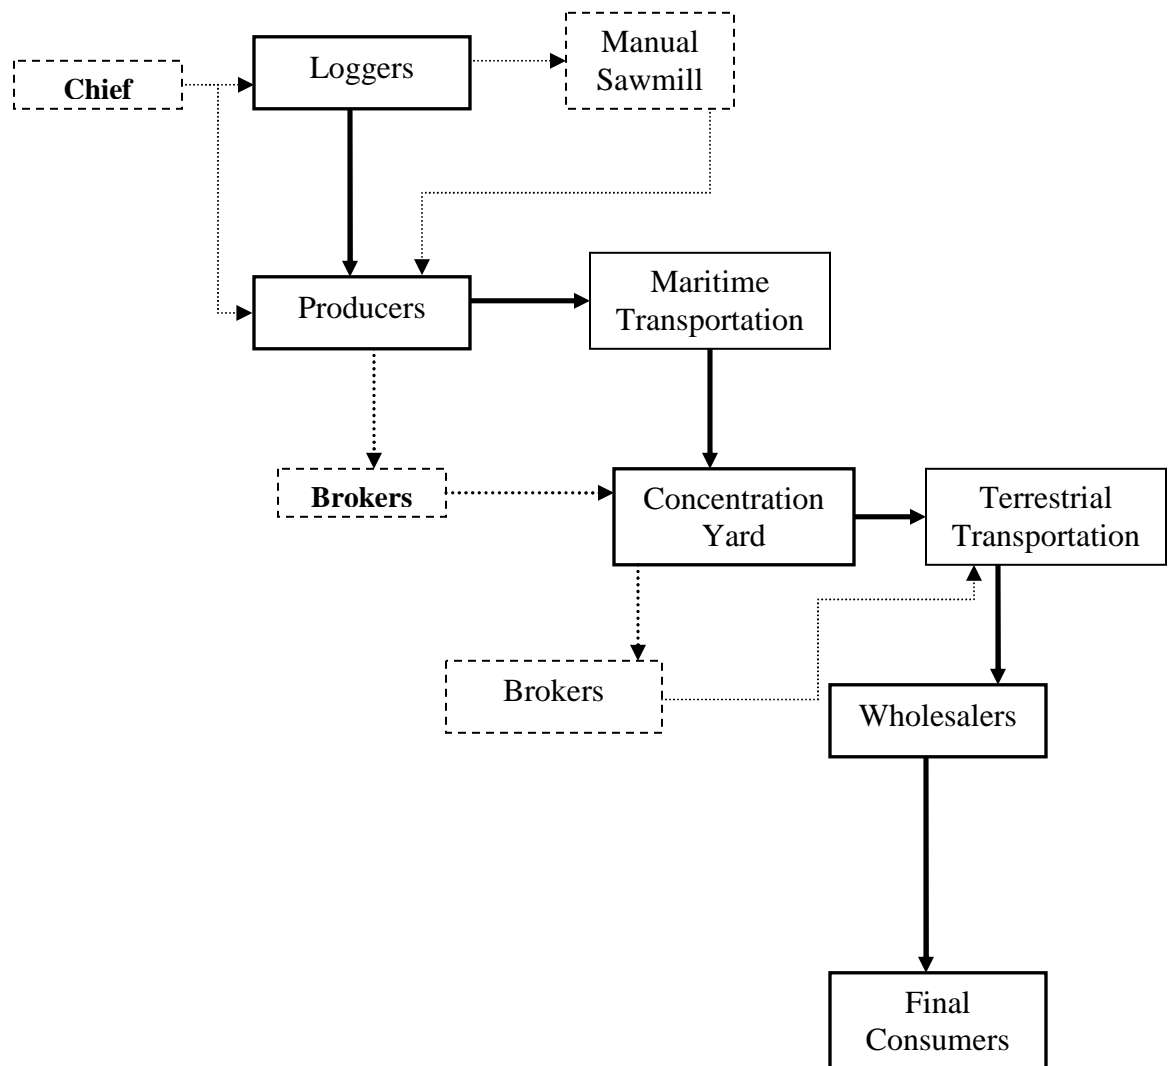 Manual
Sawmill
Loggers
Chief
Producers
Maritime
Transportation
Brokers
Concentration
Yard
Terrestrial
Transportation
Brokers
Wholesalers
Final
Consumers